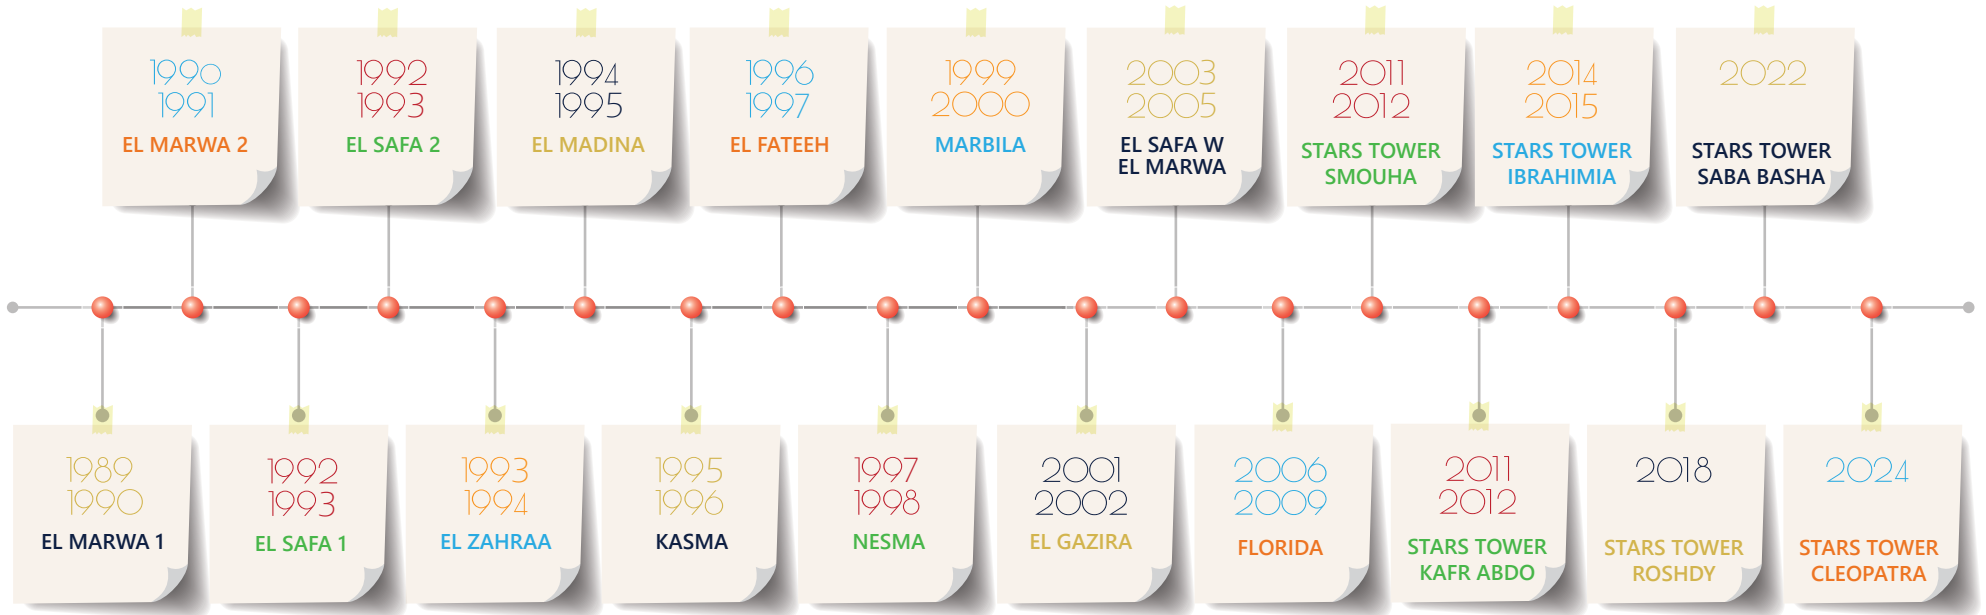 1990
1991
EL MARWA 2
1992
1993
EL SAFA 2
1994
1995
EL MADINA
1996
1997
EL FATEEH
1999
2000
MARBILA
2003
2005
EL SAFA W
EL MARWA
2011
2012
STARS TOWER
SMOUHA
2014
2015
STARS TOWER
IBRAHIMIA
2022
STARS TOWER
SABA BASHA
1989
1990
EL MARWA 1
1992
1993
EL SAFA 1
1993
1994
EL ZAHRAA
1995
1996
KASMA
1997
1998
NESMA
2001
2002
EL GAZIRA
2006
2009
FLORIDA
2011
2012
STARS TOWER
KAFR ABDO
2018
STARS TOWER
ROSHDY
2024
STARS TOWER
CLEOPATRA